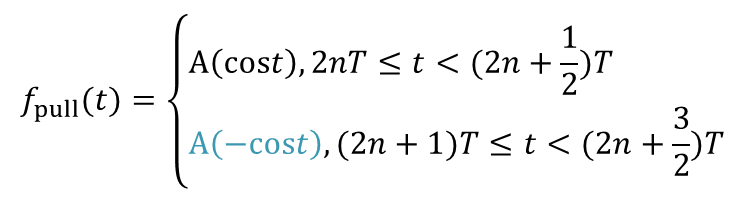 A(cost), 2nT ≤ t < (2n + 1/2)T
f_pull(t) = {
A(−cost), (2n + 1)T ≤ t < (2n + 3/2)T